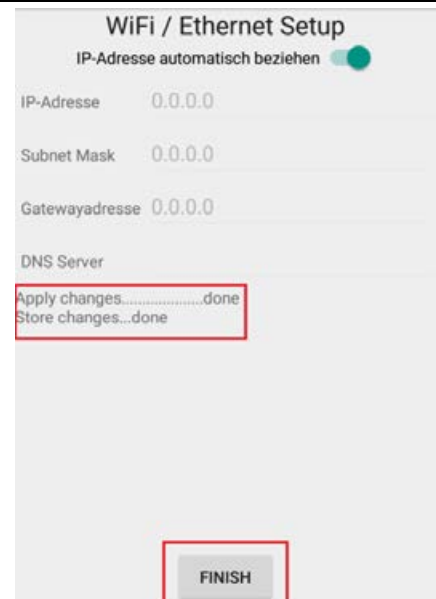 WiFi / Ethernet Setup
IP-Adresse automatisch beziehen
IP-Adresse 0.0.0.0
Subnet Mask 0.0.0.0
Gatewayadresse 0.0.0.0
DNS Server
Apply changes....................done
Store changes...done
FINISH